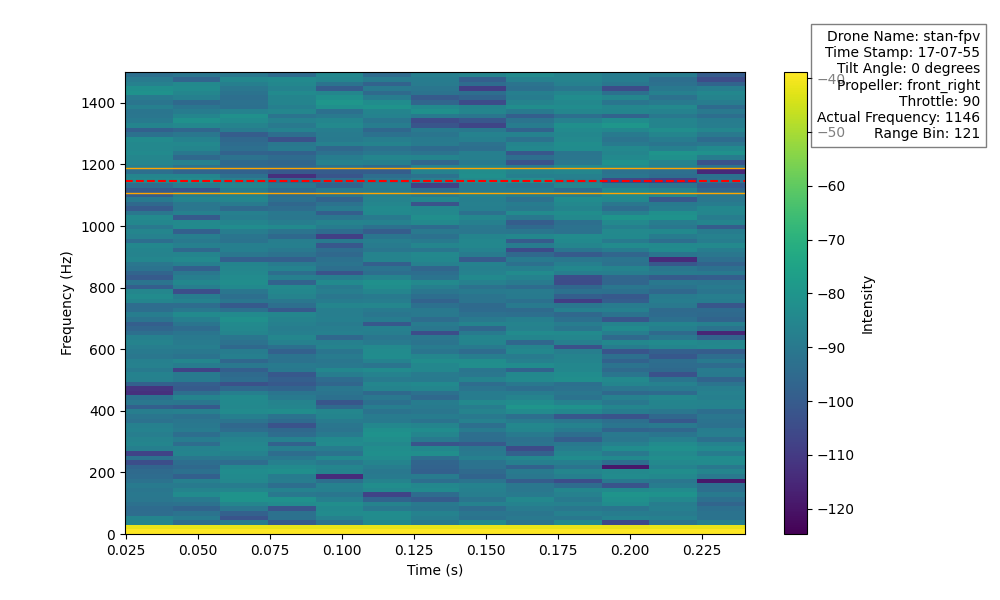 Drone Name: stan-fpv
Time Stamp: 17-07-55
Tilt Angle: 0 degrees
Propeller: front_right
Throttle: 90
Actual Frequency: 1146
Range Bin: 121
1400
1200
1000
800
600
400
200
0
Frequency (Hz)
0.025
0.050
0.075
0.100
0.125
0.150
0.175
0.200
0.225
Time (s)
−40
−50
−60
−70
−80
−90
−100
−110
−120
Intensity